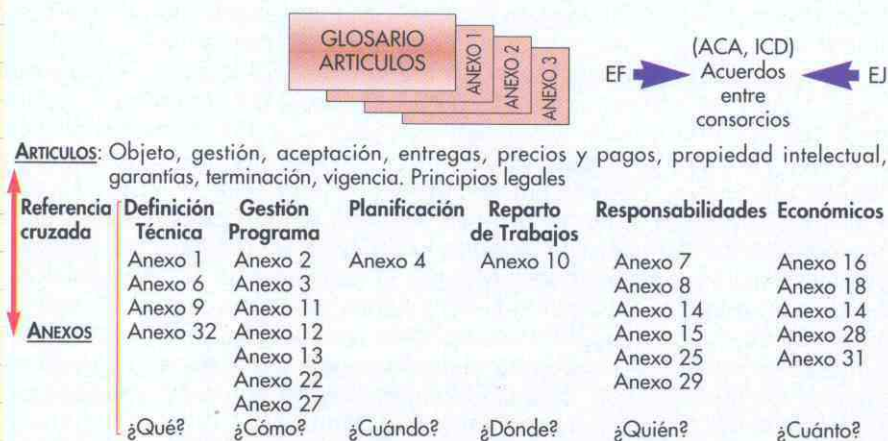 GLOSARIO
ARTICULOS
ANEXO 1
ANEXO 2
ANEXO 3
EF
(ACA, ICD)
Acuerdos
entre
consorcios
EJ
ARTICULOS: Objeto, gestión, aceptación, entregas, precios y pagos, propiedad intelectual,
garantías, terminación, vigencia. Principios legales
Referencia cruzada
ANEXOS
Definición Técnica
Anexo 1
Anexo 6
Anexo 9
Anexo 32
¿Qué?
Gestión Programa
Anexo 2
Anexo 3
Anexo 11
Anexo 12
Anexo 13
Anexo 22
Anexo 27
¿Cómo?
Planificación
Anexo 4
¿Cuándo?
Reparto de Trabajos
Anexo 10
¿Dónde?
Responsabilidades
Anexo 7
Anexo 8
Anexo 14
Anexo 15
Anexo 25
Anexo 29
¿Quién?
Económicos
Anexo 16
Anexo 18
Anexo 14
Anexo 28
Anexo 31
¿Cuánto?